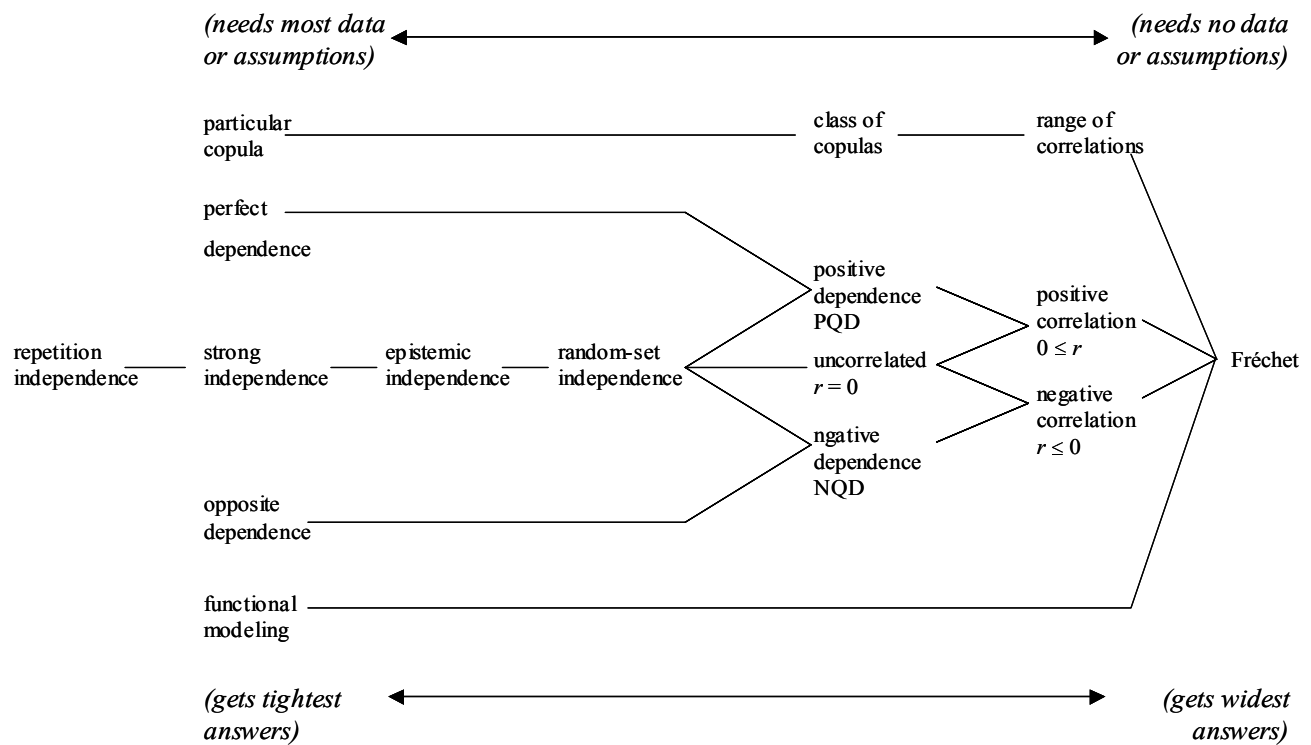 (needs most data
or assumptions)
(needs no data
or assumptions)
particular
copula
class of
copulas
range of
correlations
perfect
dependence
positive
dependence
PQD
positive
correlation
0 ≤ r
repetition
independence
strong
independence
epistemic
independence
random-set
independence
uncorrelated
r = 0
Fréchet
negative
correlation
r ≤ 0
ngative
dependence
NQD
opposite
dependence
functional
modeling
(gets tightest
answers)
(gets widest
answers)